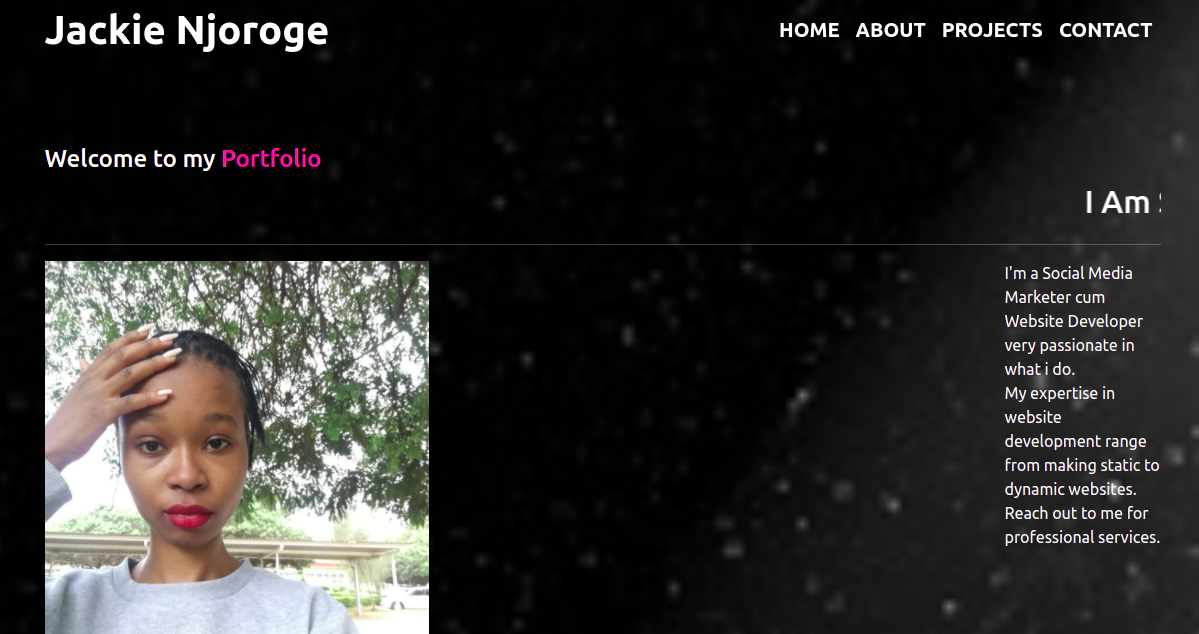 Jackie Njoroge
HOME ABOUT PROJECTS CONTACT
Welcome to my Portfolio
I Am
I'm a Social Media
Marketer cum
Website Developer
very passionate in
what i do.
My expertise in
website
development range
from making static to
dynamic websites.
Reach out to me for
professional services.